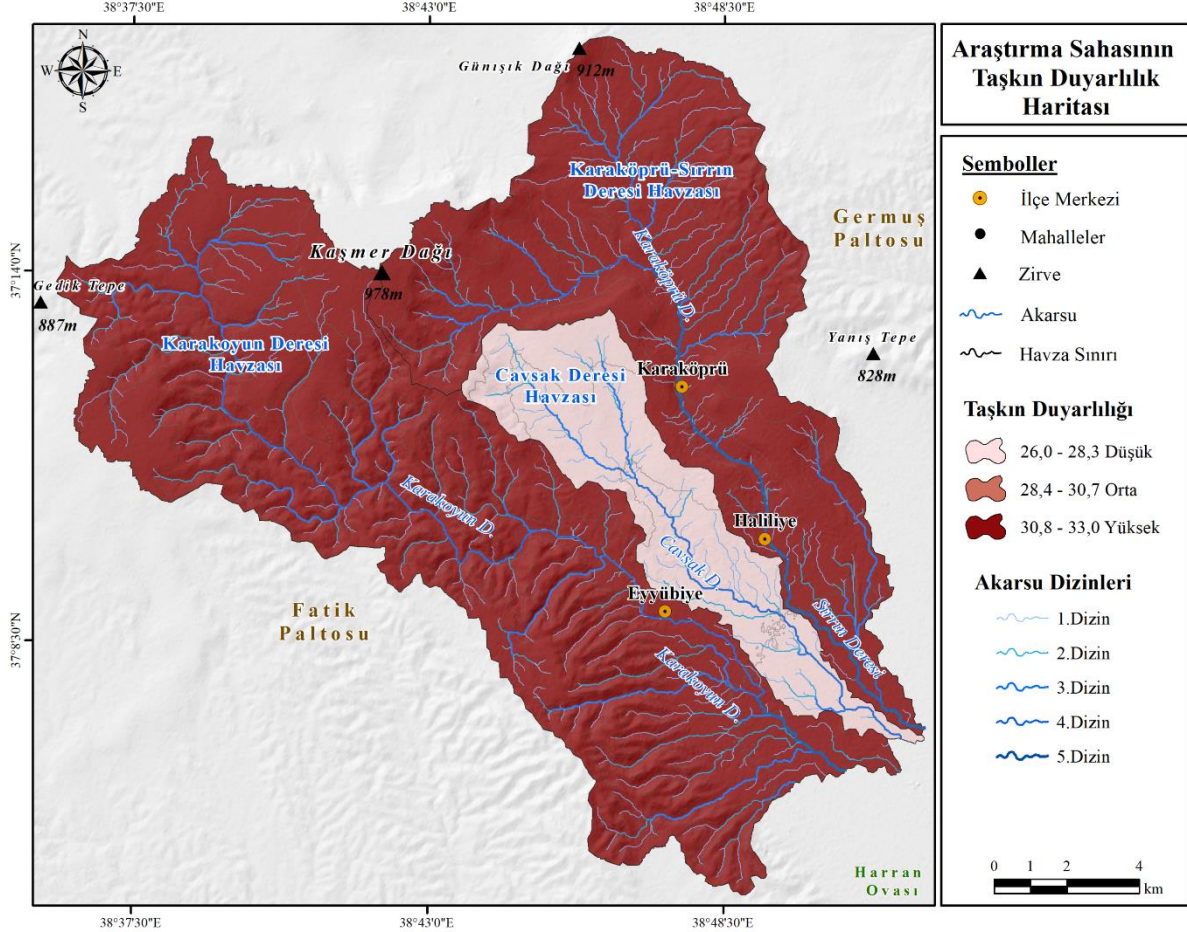 38°37'30"E
38°43'0"E
38°48'30"E
N
W
E
S
Günışık Dağı
912m
Karaköprü-Sırrın
Deresi Havzası
Germuş
Paltosu
37°14'0"N
Kaşmer Dağı
978m
Karaköprü D.
Gedik Tepe
887m
Karakoyun Deresi
Havzası
Yanış Tepe
828m
Cavsak Deresi
Havzası
Karaköprü
Karakoyun D.
Haliliye
Cavsak D.
Eyyübiye
Fatik
Paltosu
Sırrın Deresi
37°8'30"N
Karakoyun D.
Harran
Ovası
38°37'30"E
38°43'0"E
38°48'30"E
Araştırma Sahasının
Taşkın Duyarlılık
Haritası
Semboller
İlçe Merkezi
Mahalleler
Zirve
Akarsu
Havza Sınırı
Taşkın Duyarlılığı
26,0 - 28,3 Düşük
28,4 - 30,7 Orta
30,8 - 33,0 Yüksek
Akarsu Dizinleri
1.Dizin
2.Dizin
3.Dizin
4.Dizin
5.Dizin
0 1 2 4
km